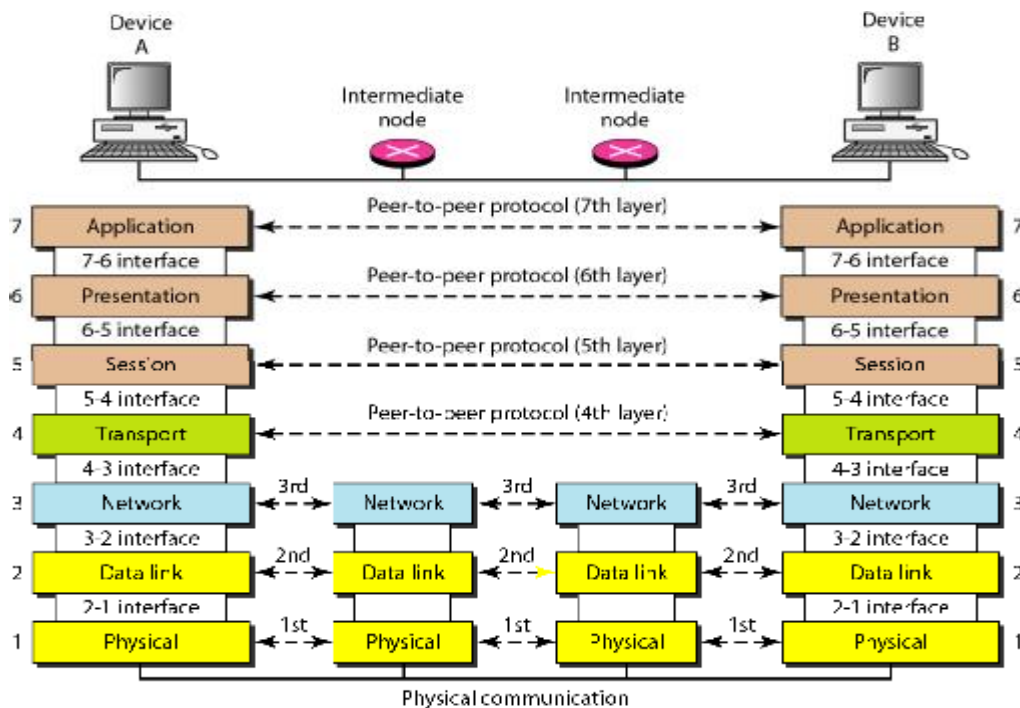 Device
A
Device
B
Intermediate
node
Intermediate
node
Peer-to-peer protocol (7th layer)
7 Application Application 7
7-6 interface 7-6 interface
Peer-to-peer protocol (6th layer)
6 Presentation Presentation 6
6-5 interface 6-5 interface
Peer-to-peer protocol (5th layer)
5 Session Session 5
5-4 interface 5-4 interface
Peer-to-peer protocol (4th layer)
4 Transport Transport 4
4-3 interface 4-3 interface
3 Network 3rd Network 3rd Network 3rd Network 3
3-2 interface 3-2 interface
2 Data link 2nd Data link 2nd Data link 2nd Data link 2
2-1 interface 2-1 interface
1 Physical 1st Physical 1st Physical 1st Physical 1
Physical communication